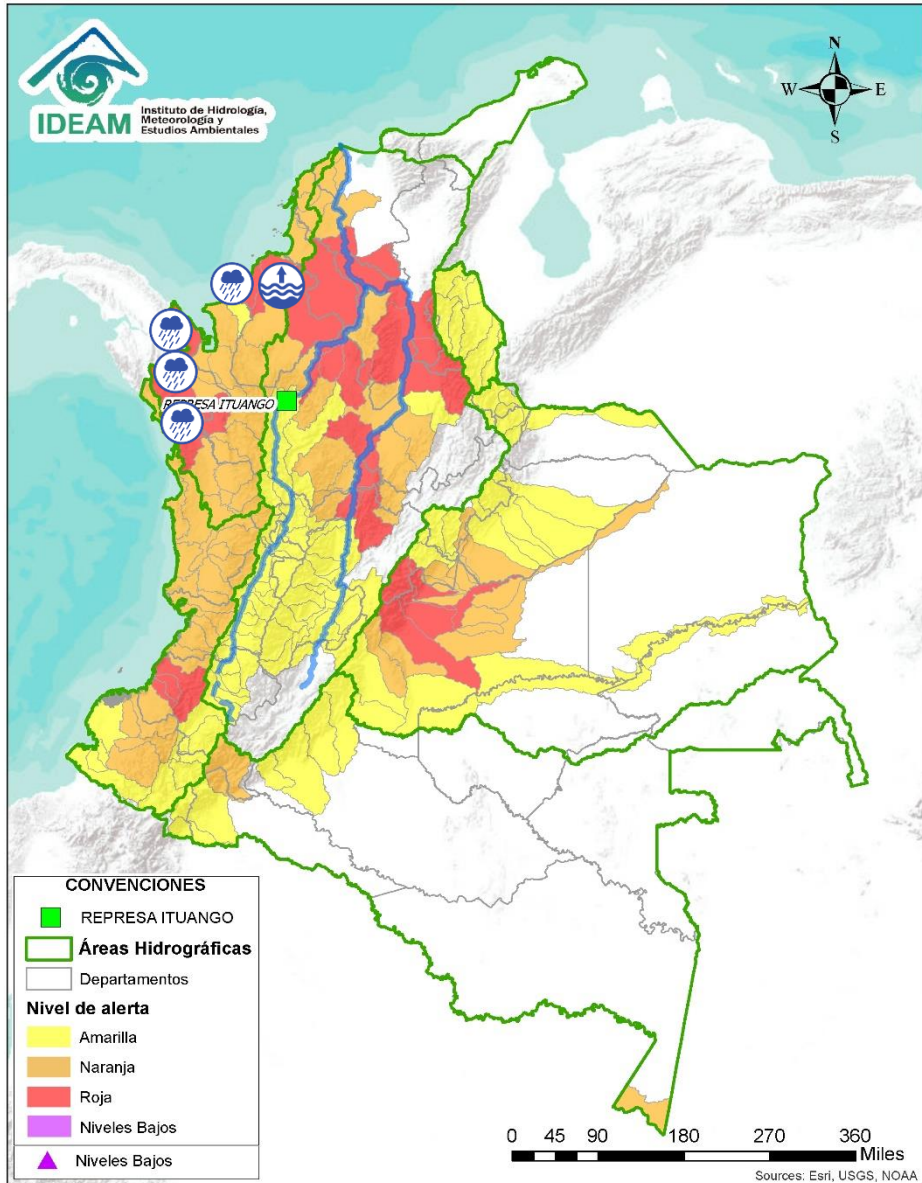 IDEAM
Instituto de Hidrología,
Meteorología y
Estudios Ambientales
N
W
E
S
REPRESA ITUANGO
CONVENCIONES
REPRESA ITUANGO
Áreas Hidrográficas
Departamentos
Nivel de alerta
Amarilla
Naranja
Roja
Niveles Bajos
Niveles Bajos
0 45 90 180 270 360
Miles
Sources: Esri, USGS, NOAA